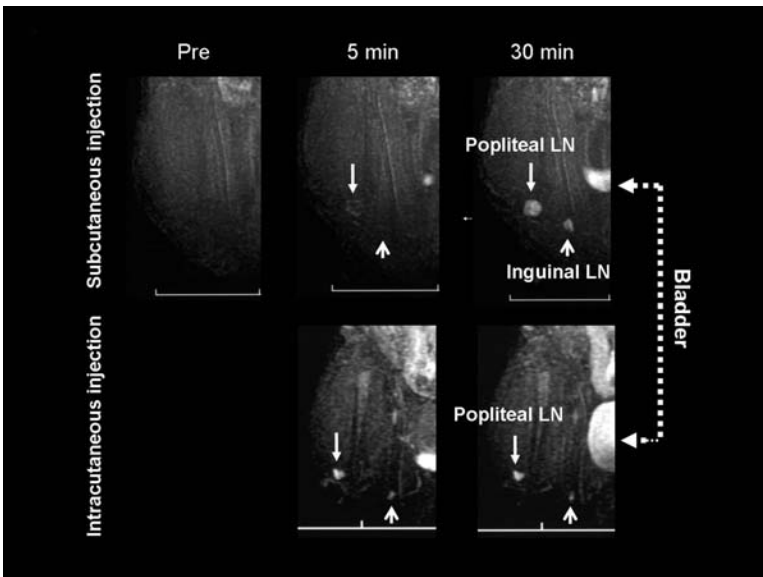 Pre
5 min
30 min
Subcutaneous injection
Popliteal LN
Inguinal LN
Bladder
Intracutaneous injection
Popliteal LN